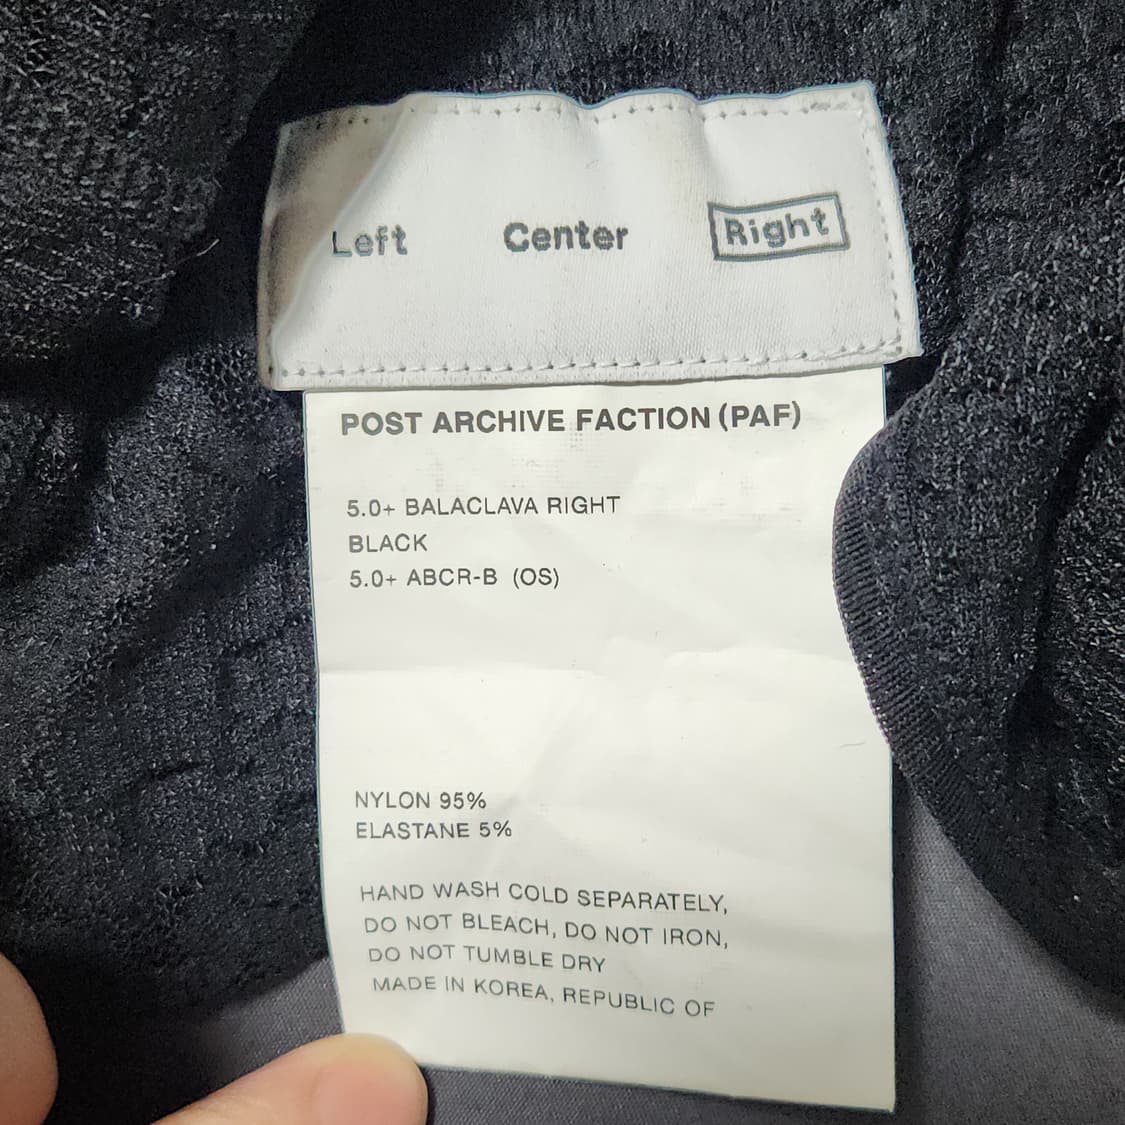 Left Center Right
POST ARCHIVE FACTION (PAF)
5.0+ BALACLAVA RIGHT
BLACK
5.0+ ABCR-B (OS)
NYLON 95%
ELASTANE 5%
HAND WASH COLD SEPARATELY,
DO NOT BLEACH, DO NOT IRON,
DO NOT TUMBLE DRY
MADE IN KOREA, REPUBLIC OF